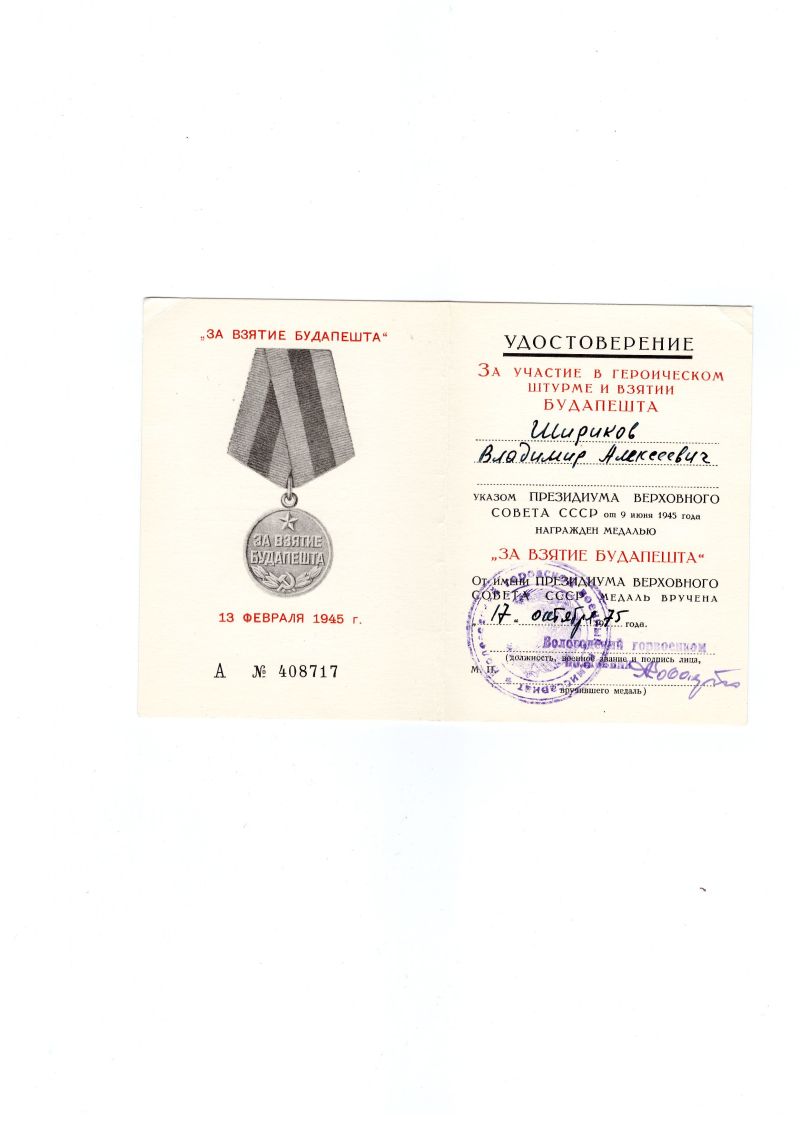 „ЗА ВЗЯТИЕ БУДАПЕШТА“
ЗА ВЗЯТИЕ
БУДАПЕШТА
13 ФЕВРАЛЯ 1945 г.
А № 408717
УДОСТОВЕРЕНИЕ
ЗА УЧАСТИЕ В ГЕРОИЧЕСКОМ
ШТУРМЕ И ВЗЯТИИ
БУДАПЕШТА
Шириков
Владимир Алексеевич
УКАЗОМ ПРЕЗИДИУМА ВЕРХОВНОГО
СОВЕТА СССР от 9 июня 1945 года
НАГРАЖДЕН МЕДАЛЬЮ
„ЗА ВЗЯТИЕ БУДАПЕШТА“
От имени ПРЕЗИДИУМА ВЕРХОВНОГО
СОВЕТА СССР МЕДАЛЬ ВРУЧЕНА
„17“ октября 1975 года.
Вологодский горвоенком
(должность, военное звание и подпись лица,
М. П.
вручившего медаль)